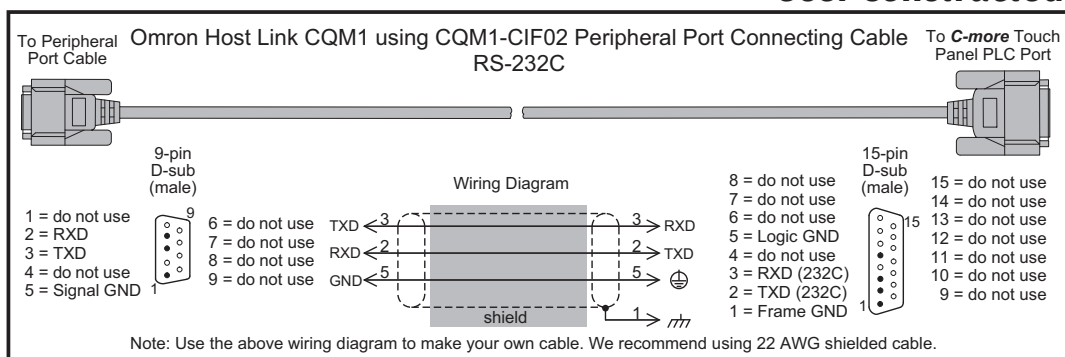 To Peripheral
Port Cable
Omron Host Link CQM1 using CQM1-CIF02 Peripheral Port Connecting Cable
RS-232C
To C-more Touch
Panel PLC Port
9-pin
D-sub
(male)
1 = do not use
2 = RXD
3 = TXD
4 = do not use
5 = Signal GND
9
1
6 = do not use
7 = do not use
8 = do not use
9 = do not use
Wiring Diagram
TXD 3 3 RXD
RXD 2 2 TXD
GND 5 5
shield 1
8 = do not use
7 = do not use
6 = do not use
5 = Logic GND
4 = do not use
3 = RXD (232C)
2 = TXD (232C)
1 = Frame GND
15-pin
D-sub
(male)
15
1
15 = do not use
14 = do not use
13 = do not use
12 = do not use
11 = do not use
10 = do not use
9 = do not use
Note: Use the above wiring diagram to make your own cable. We recommend using 22 AWG shielded cable.